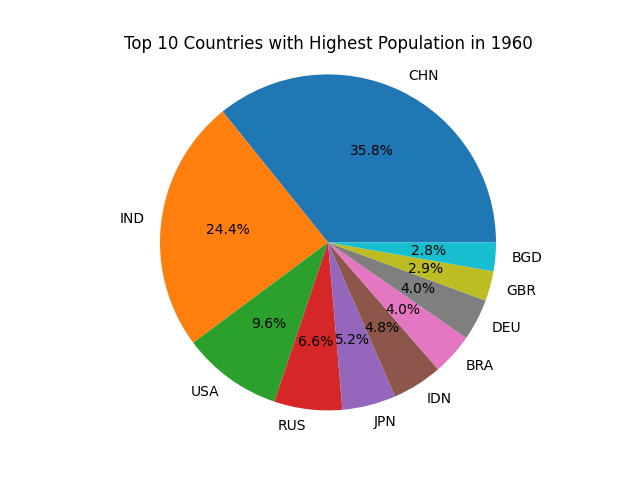 Top 10 Countries with Highest Population in 1960
CHN
35.8%
IND
24.4%
USA
9.6%
RUS
6.6%
JPN
5.2%
IDN
4.8%
BRA
4.0%
DEU
4.0%
GBR
2.9%
BGD
2.8%